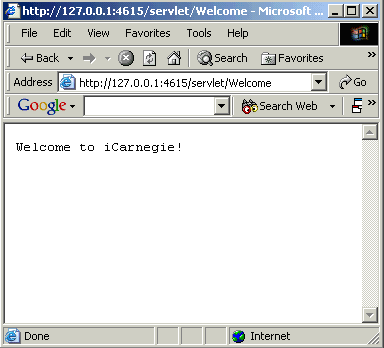 http://127.0.0.1:4615/servlet/Welcome - Microsoft ...
File Edit View Favorites Tools Help
Back Search Favorites »
Address http://127.0.0.1:4615/servlet/Welcome Go
Google Search Web »
Welcome to iCarnegie!
Done Internet